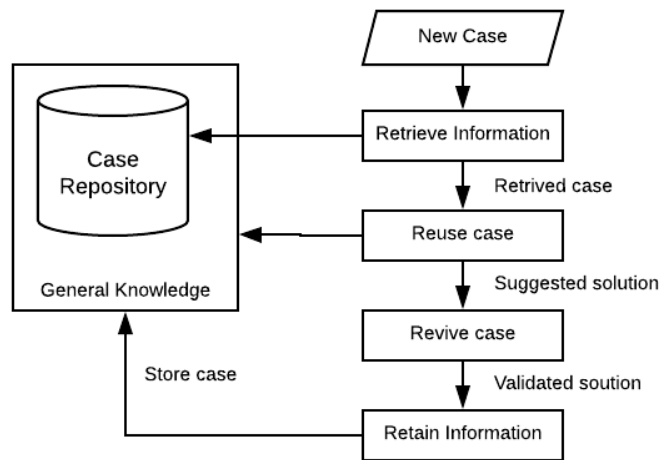 New Case
Retrieve Information
Case
Repository
Retrived case
Reuse case
Suggested solution
General Knowledge
Revive case
Store case
Validated soution
Retain Information